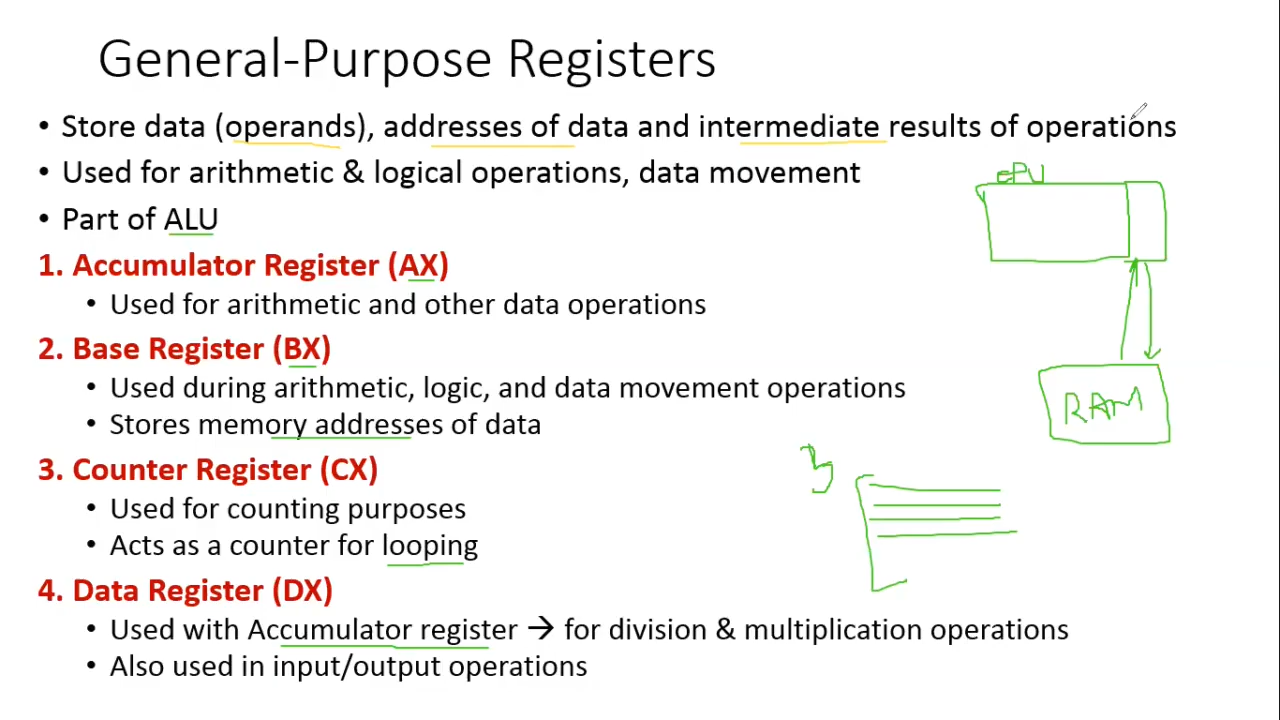 General-Purpose Registers
• Store data (operands), addresses of data and intermediate results of operations
• Used for arithmetic & logical operations, data movement
CPU
• Part of ALU
1. Accumulator Register (AX)
• Used for arithmetic and other data operations
2. Base Register (BX)
• Used during arithmetic, logic, and data movement operations
RAM
• Stores memory addresses of data
3. Counter Register (CX)
• Used for counting purposes
• Acts as a counter for looping
4. Data Register (DX)
• Used with Accumulator register → for division & multiplication operations
• Also used in input/output operations